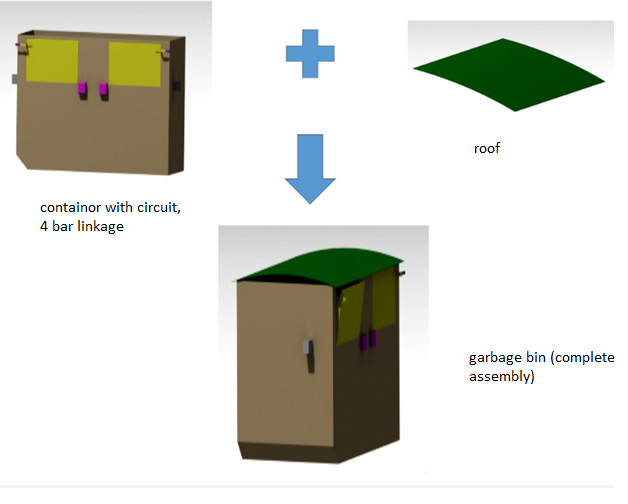 roof
containor with circuit,
4 bar linkage
garbage bin (complete
assembly)